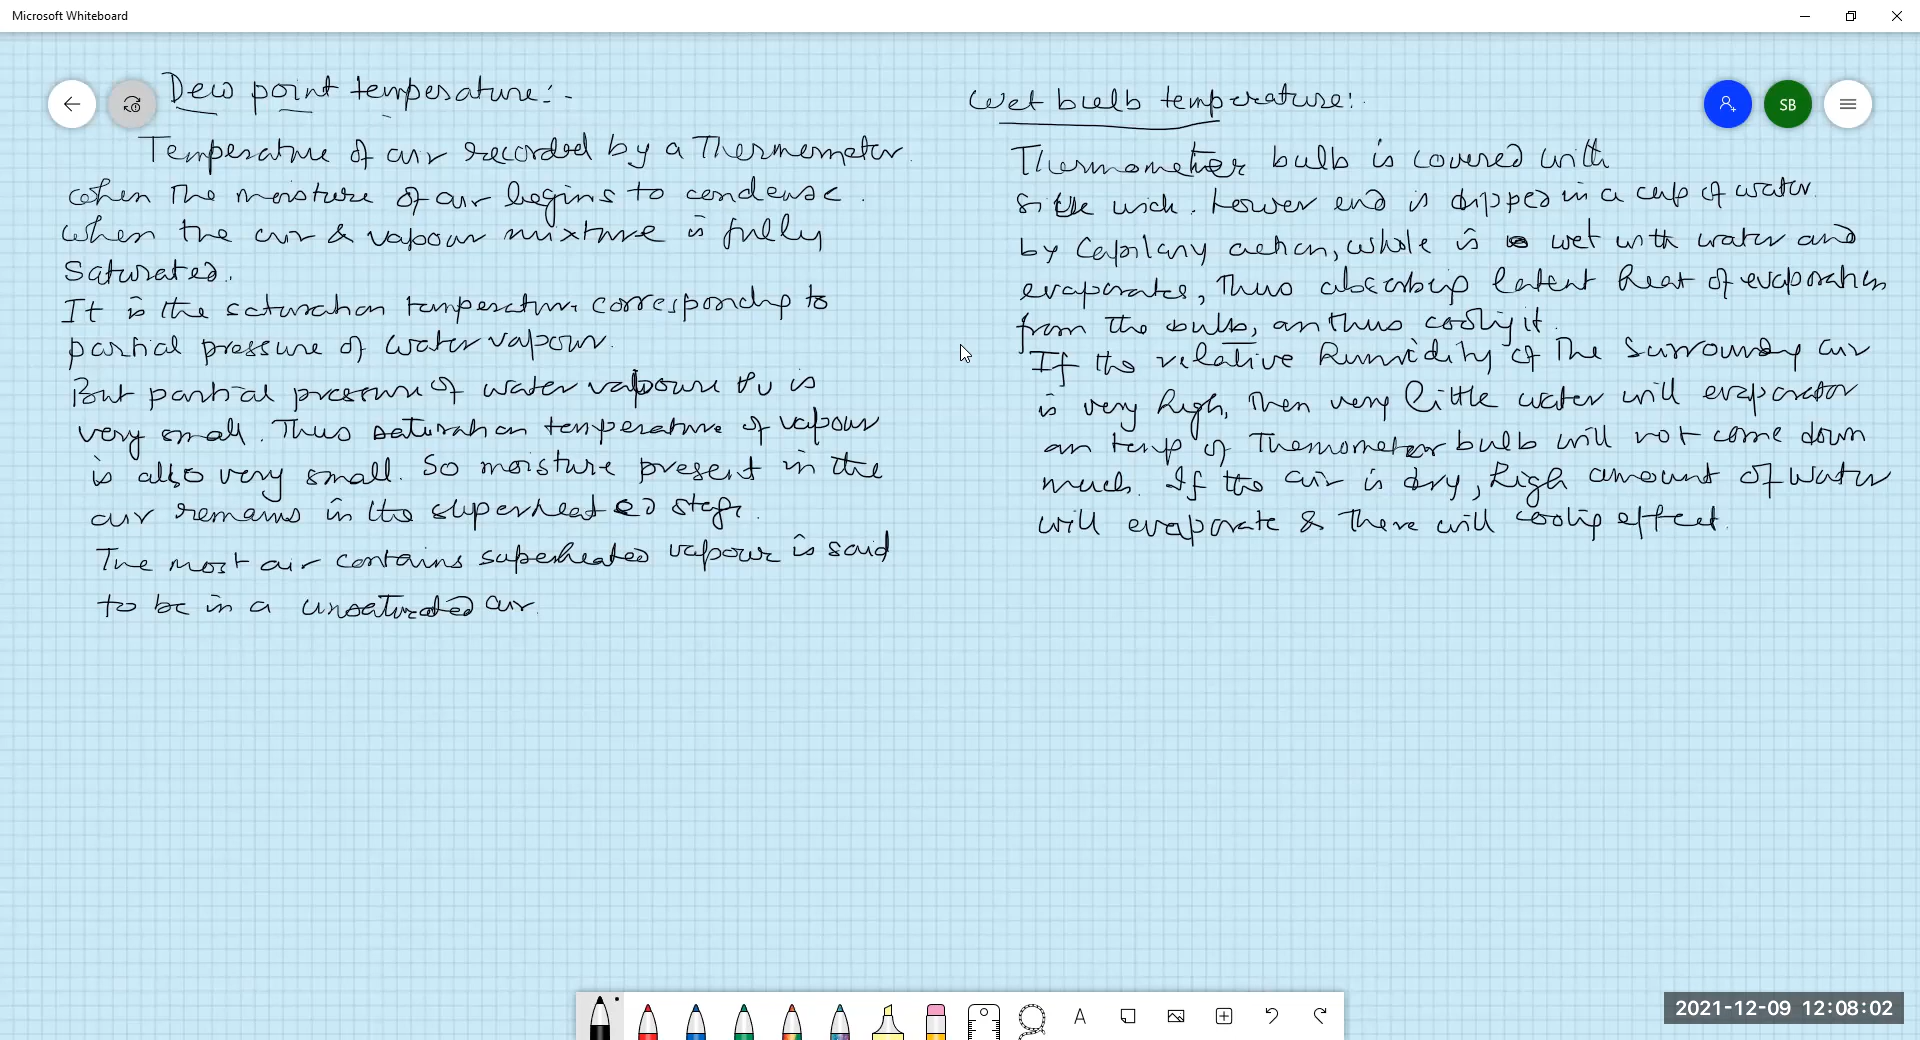 Microsoft Whiteboard
Dew point temperature:-
Temperature of air recorded by a Thermometer
when the moisture of air begins to condense.
when the air & vapour mixture is fully
saturated.
It is the saturation temperature corresponding to
partial pressure of water vapour.
But partial pressure of water vapour Pv is
very small. Thus saturation temperature of vapour
is also very small. So moisture present in the
air remains in the superheated stage.
The most air contains superheated vapour is said
to be in a unsaturated air.
Wet bulb temperature:
Thermometer bulb is covered with
silk wick. Lower end is dipped in a cup of water.
by capilary action, whole is wet with water and
evaporates, Thus absorbing latent heat of evaporation
from the bulb, an thus cooling it.
If the relative humidity of the surroundy air
is very high, then very little water will evaporator
an temp of Themometer bulb will not come down
much. If the air is dry, high amount of water
will evaporate & there will cooling effect.
SB
A
2021-12-09 12:08:02